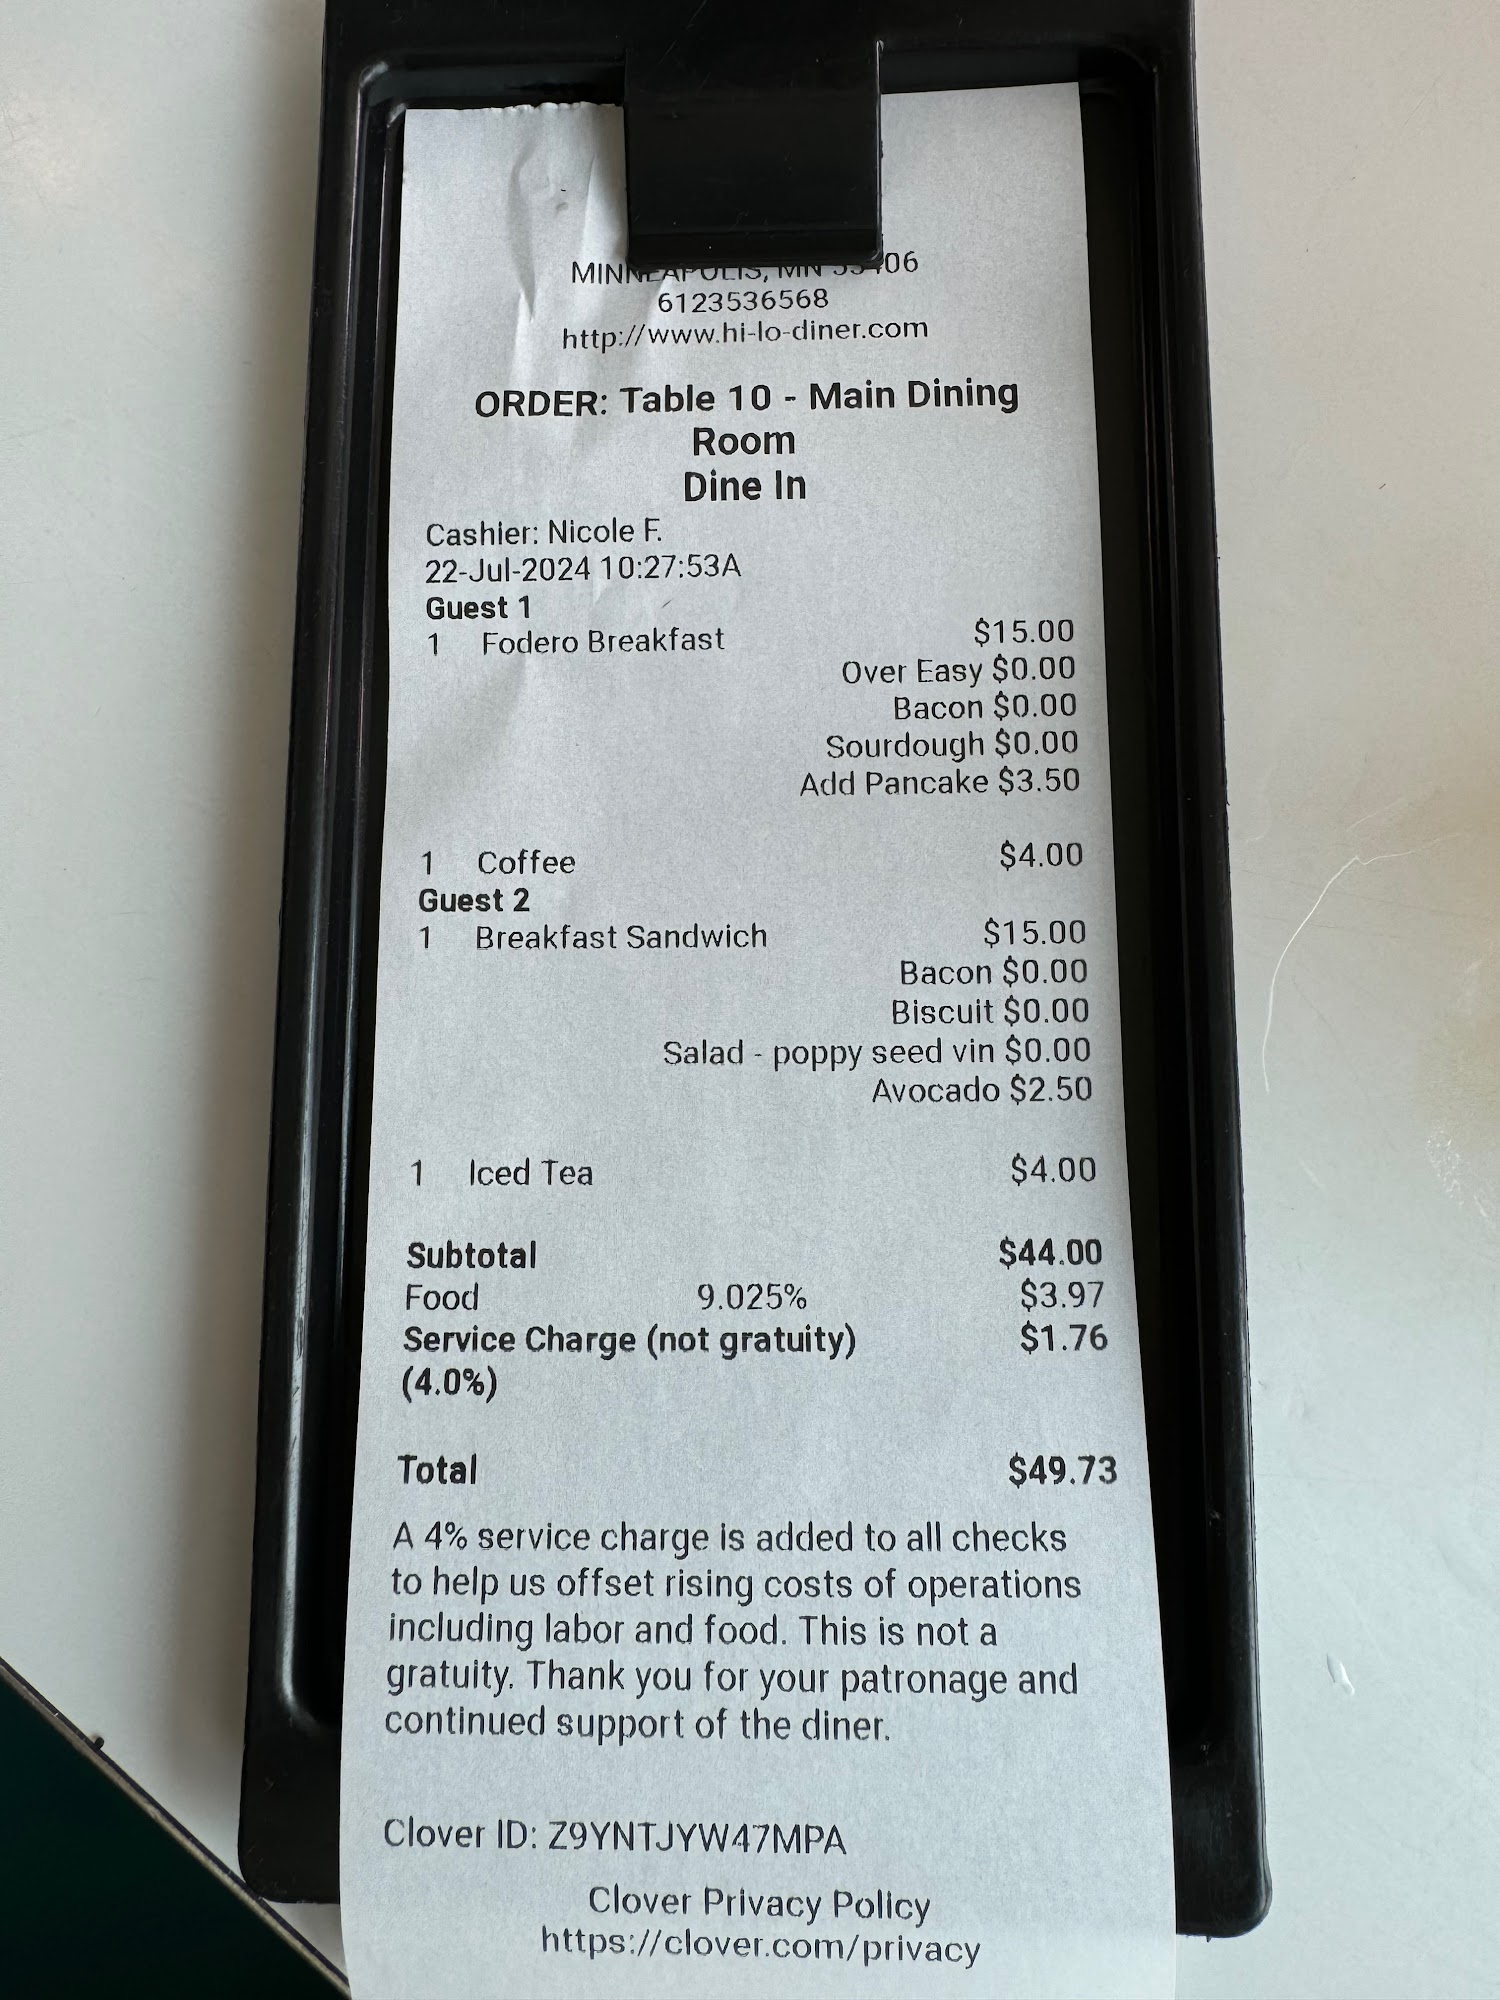 MINNEAPOLIS, MN 55406
6123536568
http://www.hi-lo-diner.com
ORDER: Table 10 - Main Dining
Room
Dine In
Cashier: Nicole F.
22-Jul-2024 10:27:53A
Guest 1
1 Fodero Breakfast $15.00
Over Easy $0.00
Bacon $0.00
Sourdough $0.00
Add Pancake $3.50
1 Coffee $4.00
Guest 2
1 Breakfast Sandwich $15.00
Bacon $0.00
Biscuit $0.00
Salad - poppy seed vin $0.00
Avocado $2.50
1 Iced Tea $4.00
Subtotal $44.00
Food 9.025% $3.97
Service Charge (not gratuity) $1.76
(4.0%)
Total $49.73
A 4% service charge is added to all checks
to help us offset rising costs of operations
including labor and food. This is not a
gratuity. Thank you for your patronage and
continued support of the diner.
Clover ID: Z9YNTJYW47MPA
Clover Privacy Policy
https://clover.com/privacy